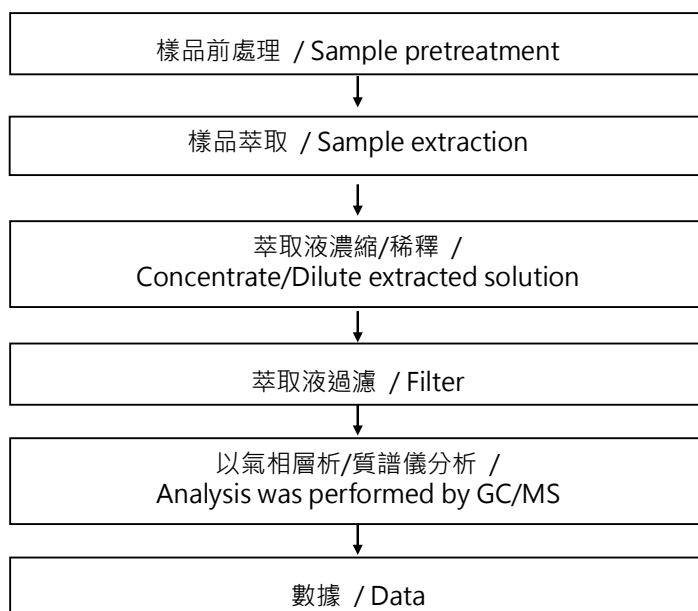 樣品前處理 / Sample pretreatment
樣品萃取 / Sample extraction
萃取液濃縮/稀釋 /
Concentrate/Dilute extracted solution
萃取液過濾 / Filter
以氣相層析/質譜儀分析 /
Analysis was performed by GC/MS
數據 / Data